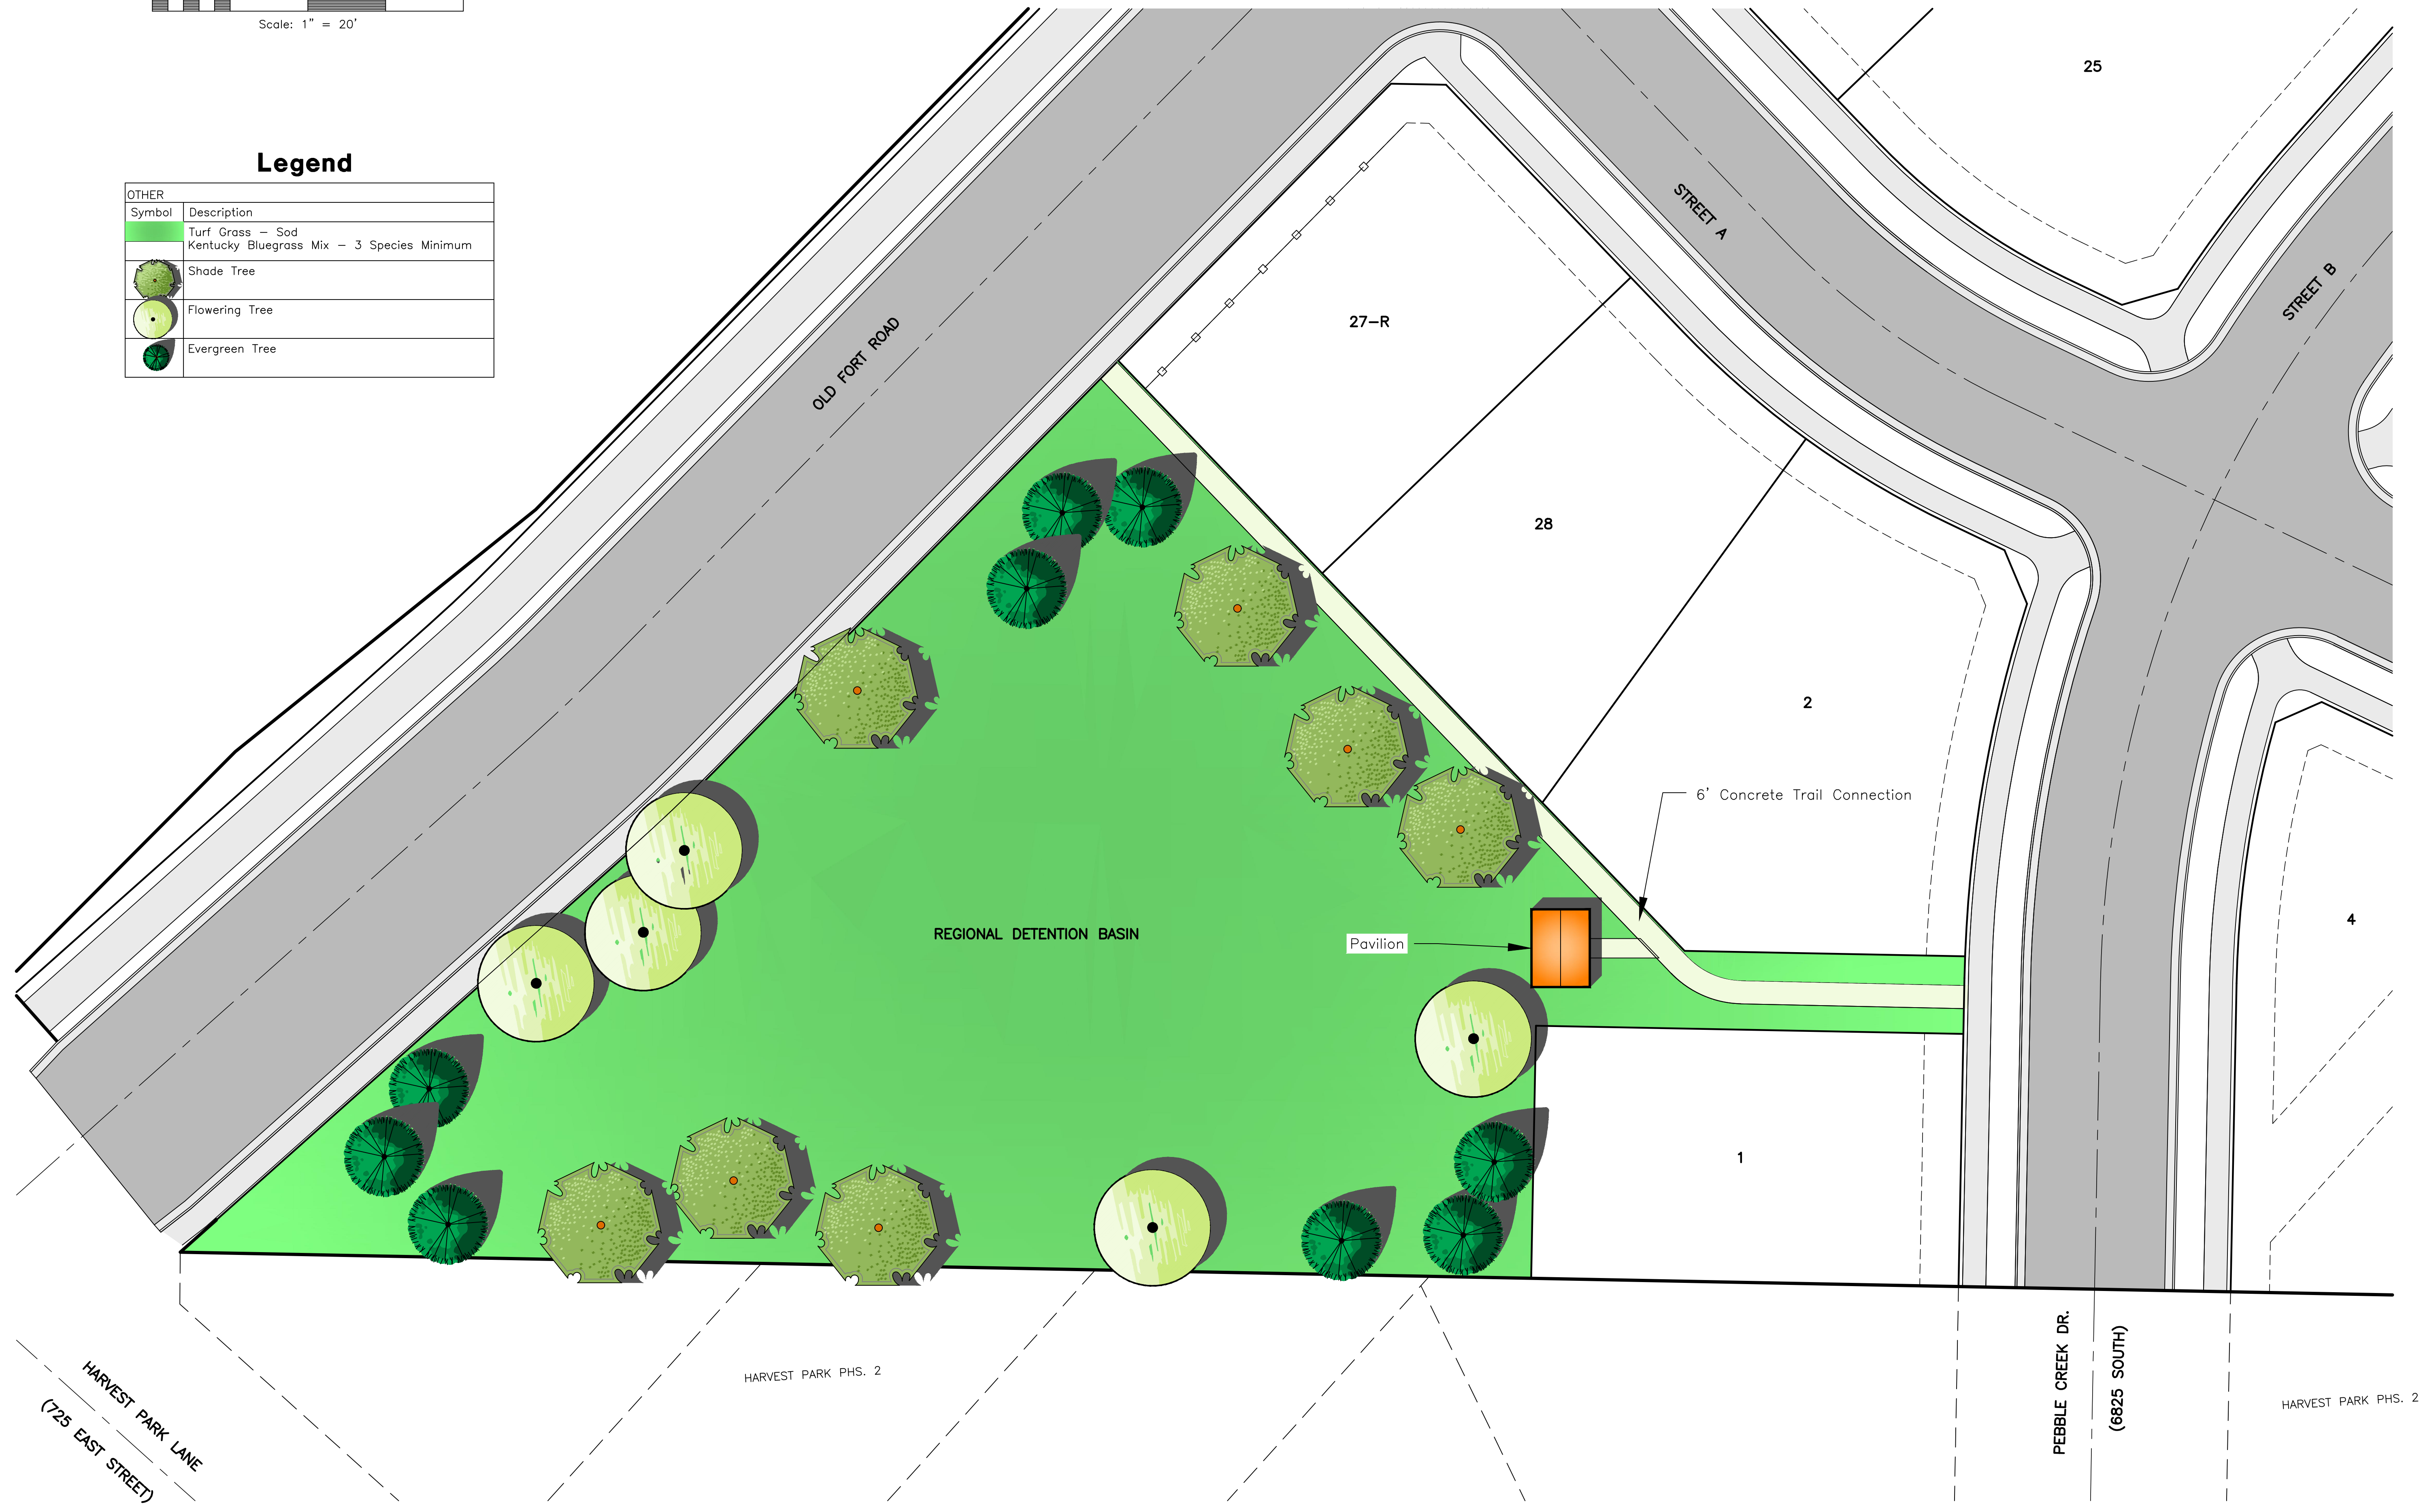 Scale: 1" = 20'
Legend
OTHER
Symbol Description
Turf Grass – Sod
Kentucky Bluegrass Mix – 3 Species Minimum
Shade Tree
Flowering Tree
Evergreen Tree
25
STREET A
STREET B
27–R
OLD FORT ROAD
28
2
6' Concrete Trail Connection
4
REGIONAL DETENTION BASIN
Pavilion
1
HARVEST PARK PHS. 2
HARVEST PARK LANE
(725 EAST STREET)
PEBBLE CREEK DR.
(6825 SOUTH)
HARVEST PARK PHS. 2